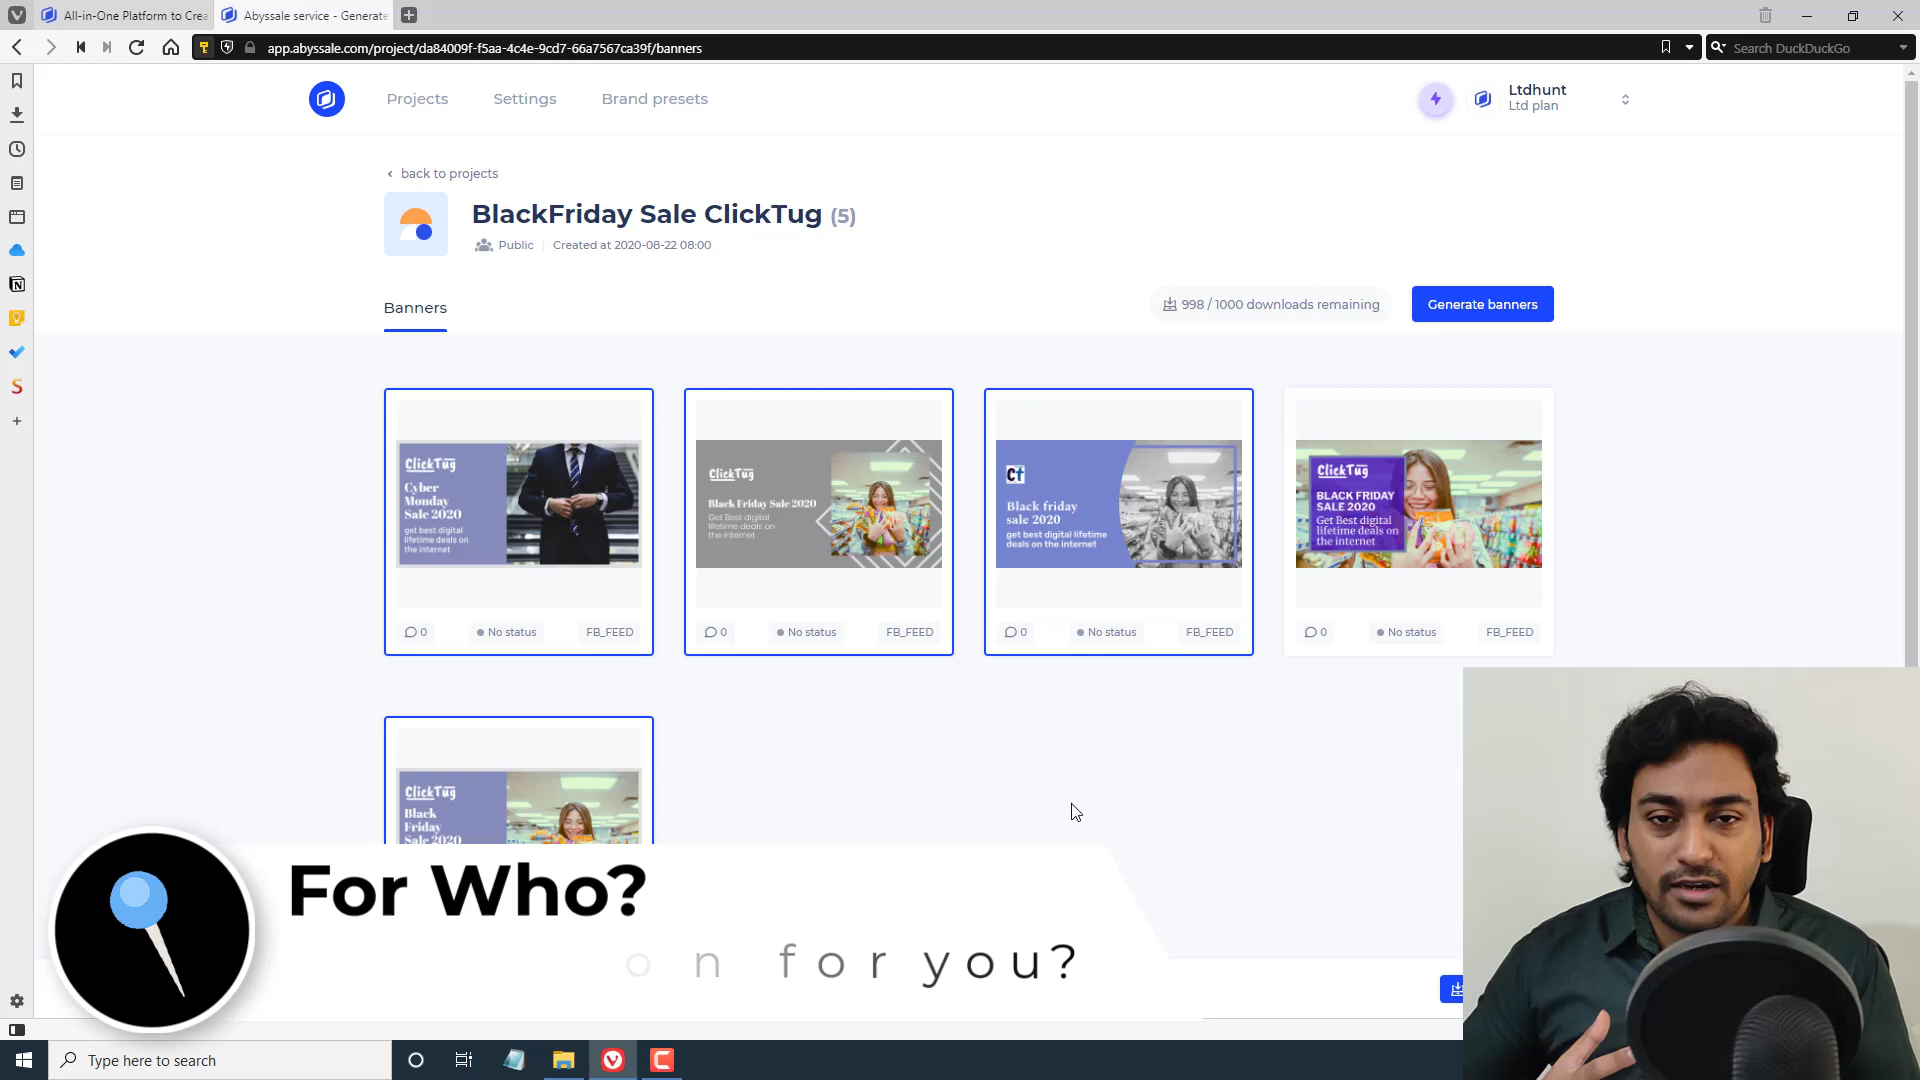 All-in-One Platform to Crea
Abyssale service - Generate
app.abyssale.com/project/da84009f-f5aa-4c4e-9cd7-66a7567ca39f/banners
Search DuckDuckGo
Projects
Settings
Brand presets
Ltdhunt
Ltd plan
back to projects
BlackFriday Sale ClickTug (5)
Public
Created at 2020-08-22 08:00
Banners
998 / 1000 downloads remaining
Generate banners
ClickTug
Cyber
Monday
Sale 2020
get best digital
lifetime deals on
the internet
0
No status
FB_FEED
ClickTug
Black Friday Sale 2020
Get Best digital
lifetime deals on
the internet
0
No status
FB_FEED
Ct
Black friday
sale 2020
get best digital lifetime
deals on the internet
0
No status
FB_FEED
ClickTug
BLACK FRIDAY
SALE 2020
Get Best digital
lifetime deals on
the internet
0
No status
FB_FEED
ClickTug
Black
Friday
Sale 2020
For Who?
on for you?
Type here to search